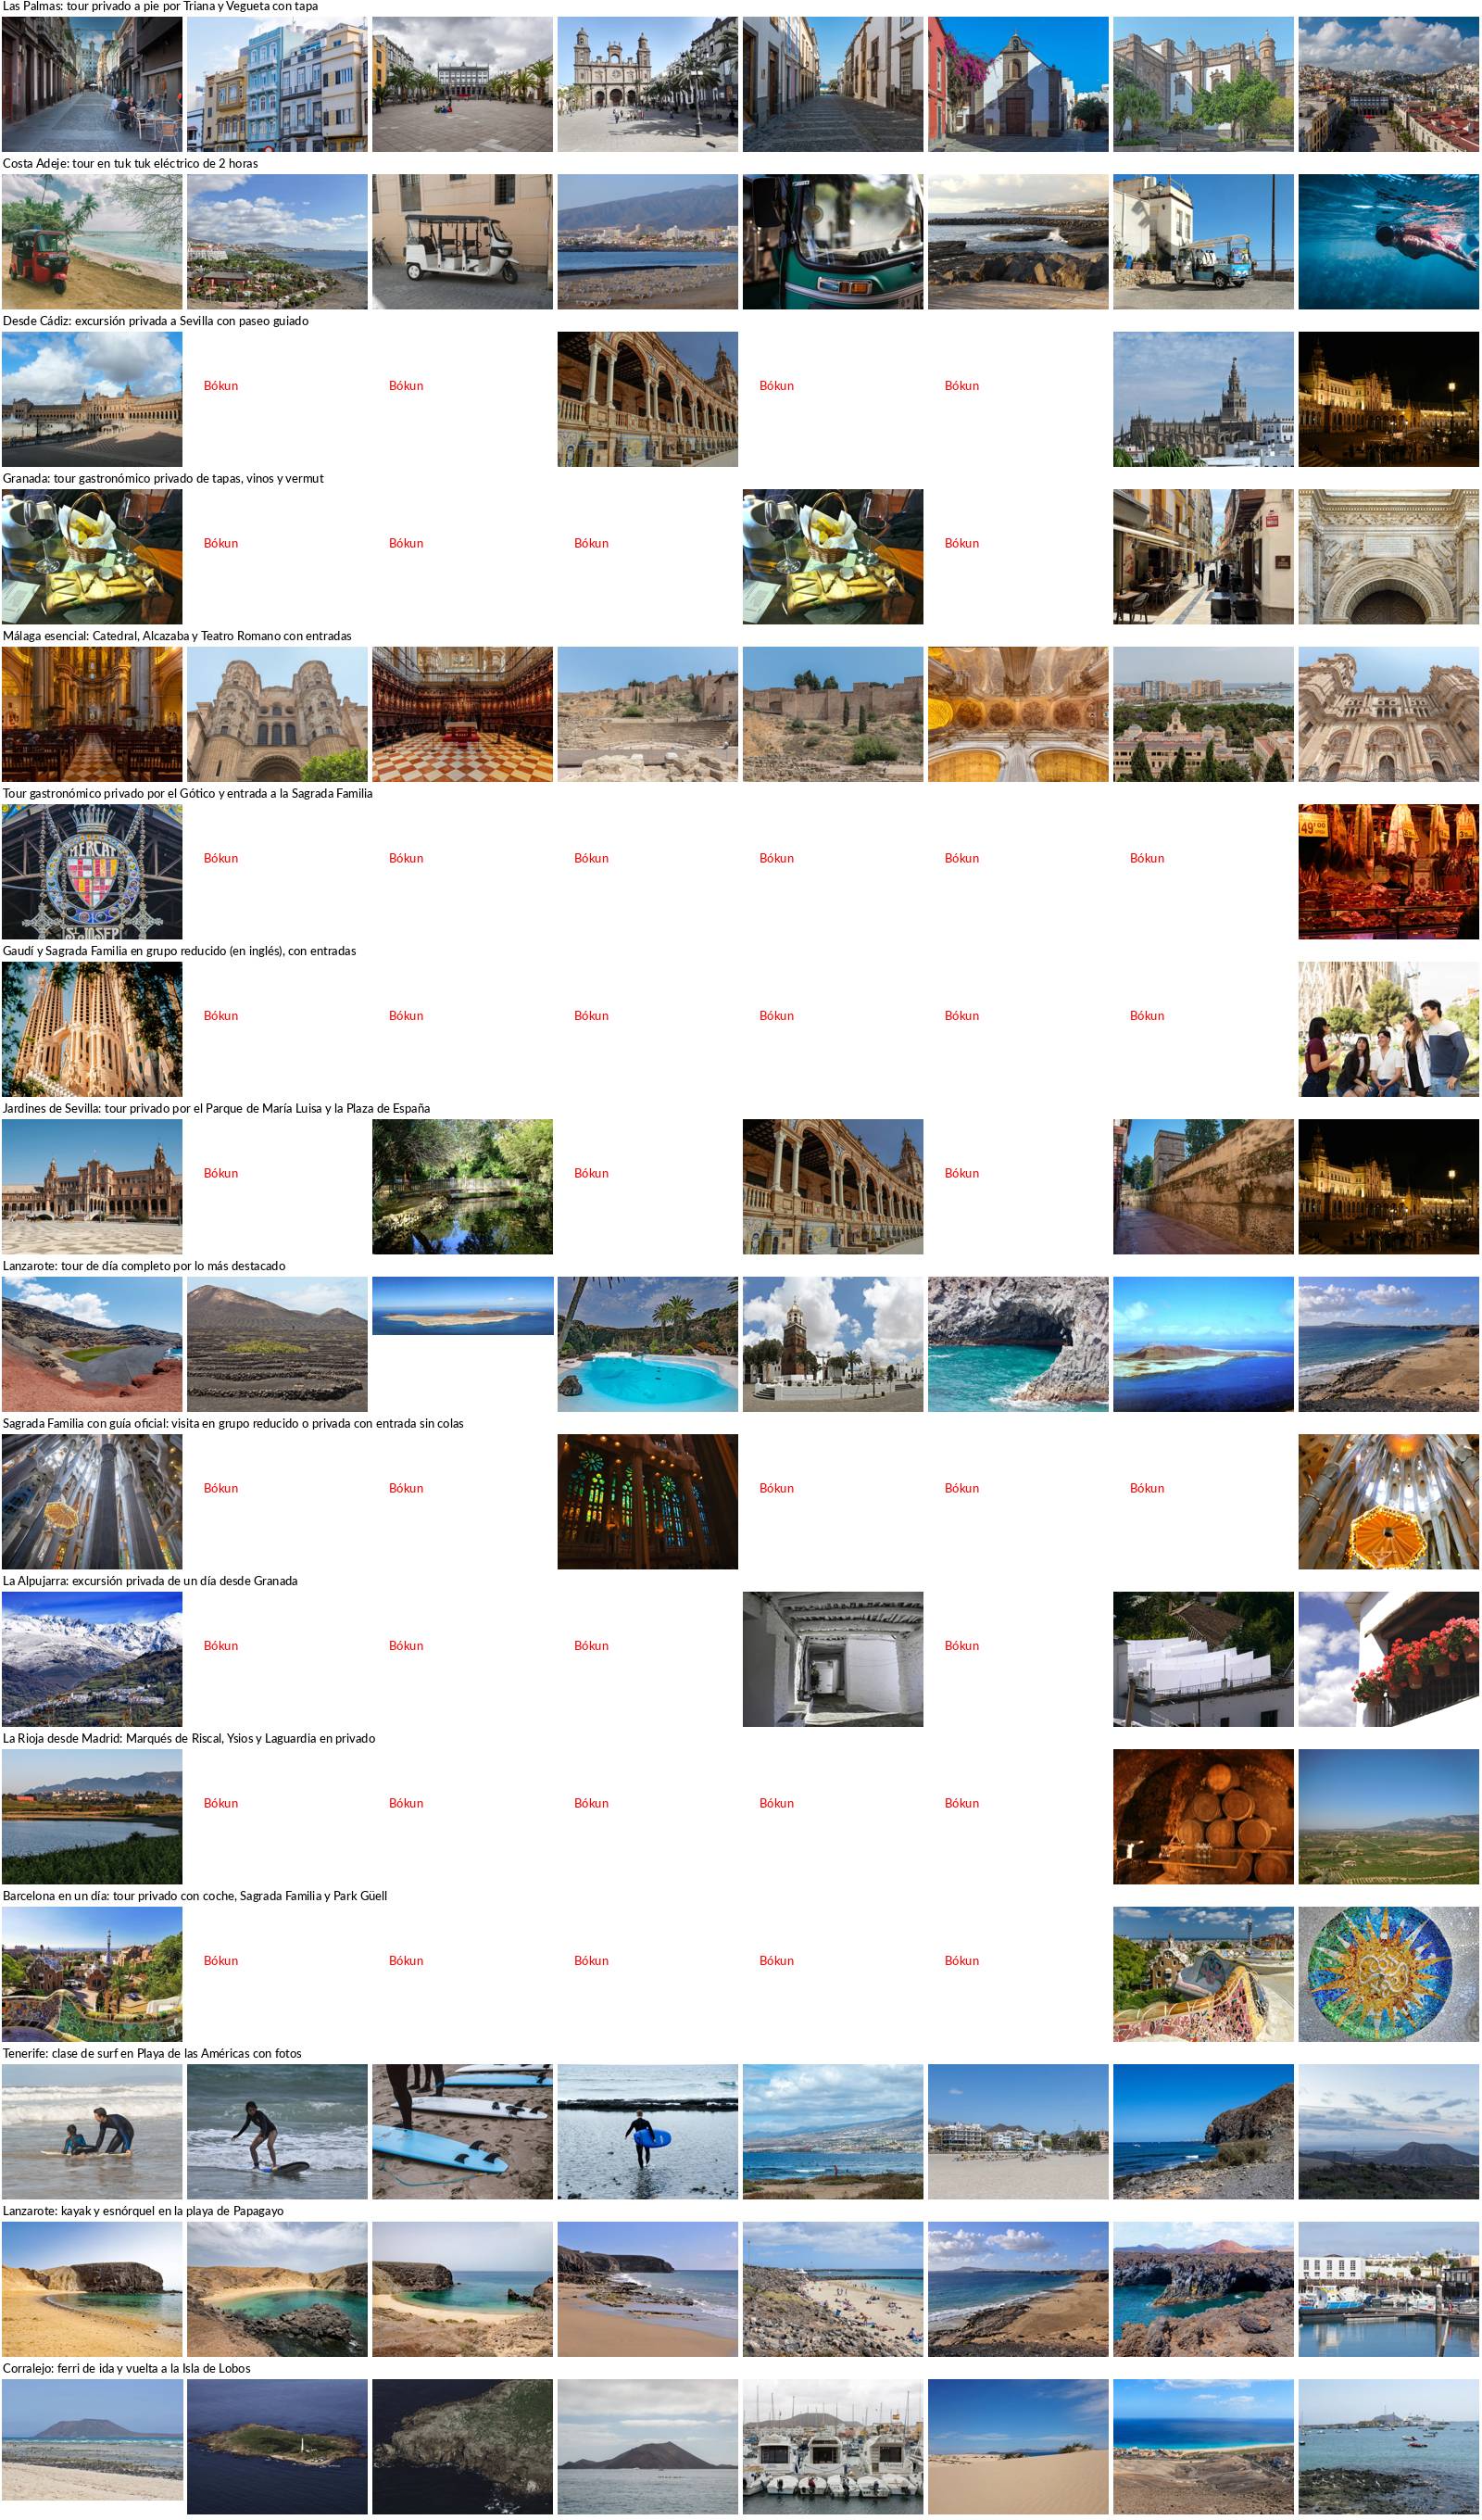 Las Palmas: tour privado a pie por Triana y Vegueta con tapa
Costa Adeje: tour en tuk tuk eléctrico de 2 horas
Desde Cádiz: excursión privada a Sevilla con paseo guiado
Bókun Bókun Bókun Bókun
Granada: tour gastronómico privado de tapas, vinos y vermut
Bókun Bókun Bókun Bókun
Málaga esencial: Catedral, Alcazaba y Teatro Romano con entradas
Tour gastronómico privado por el Gótico y entrada a la Sagrada Familia
MERCAT
St JOSEP
Bókun Bókun Bókun Bókun Bókun Bókun
49'00
Gaudí y Sagrada Familia en grupo reducido (en inglés), con entradas
Bókun Bókun Bókun Bókun Bókun Bókun
Jardines de Sevilla: tour privado por el Parque de María Luisa y la Plaza de España
Bókun Bókun Bókun
Lanzarote: tour de día completo por lo más destacado
Sagrada Familia con guía oficial: visita en grupo reducido o privada con entrada sin colas
Bókun Bókun Bókun Bókun Bókun
La Alpujarra: excursión privada de un día desde Granada
Bókun Bókun Bókun Bókun
La Rioja desde Madrid: Marqués de Riscal, Ysios y Laguardia en privado
Bókun Bókun Bókun Bókun Bókun
Barcelona en un día: tour privado con coche, Sagrada Familia y Park Güell
Bókun Bókun Bókun Bókun Bókun
Tenerife: clase de surf en Playa de las Américas con fotos
Lanzarote: kayak y esnórquel en la playa de Papagayo
Corralejo: ferri de ida y vuelta a la Isla de Lobos